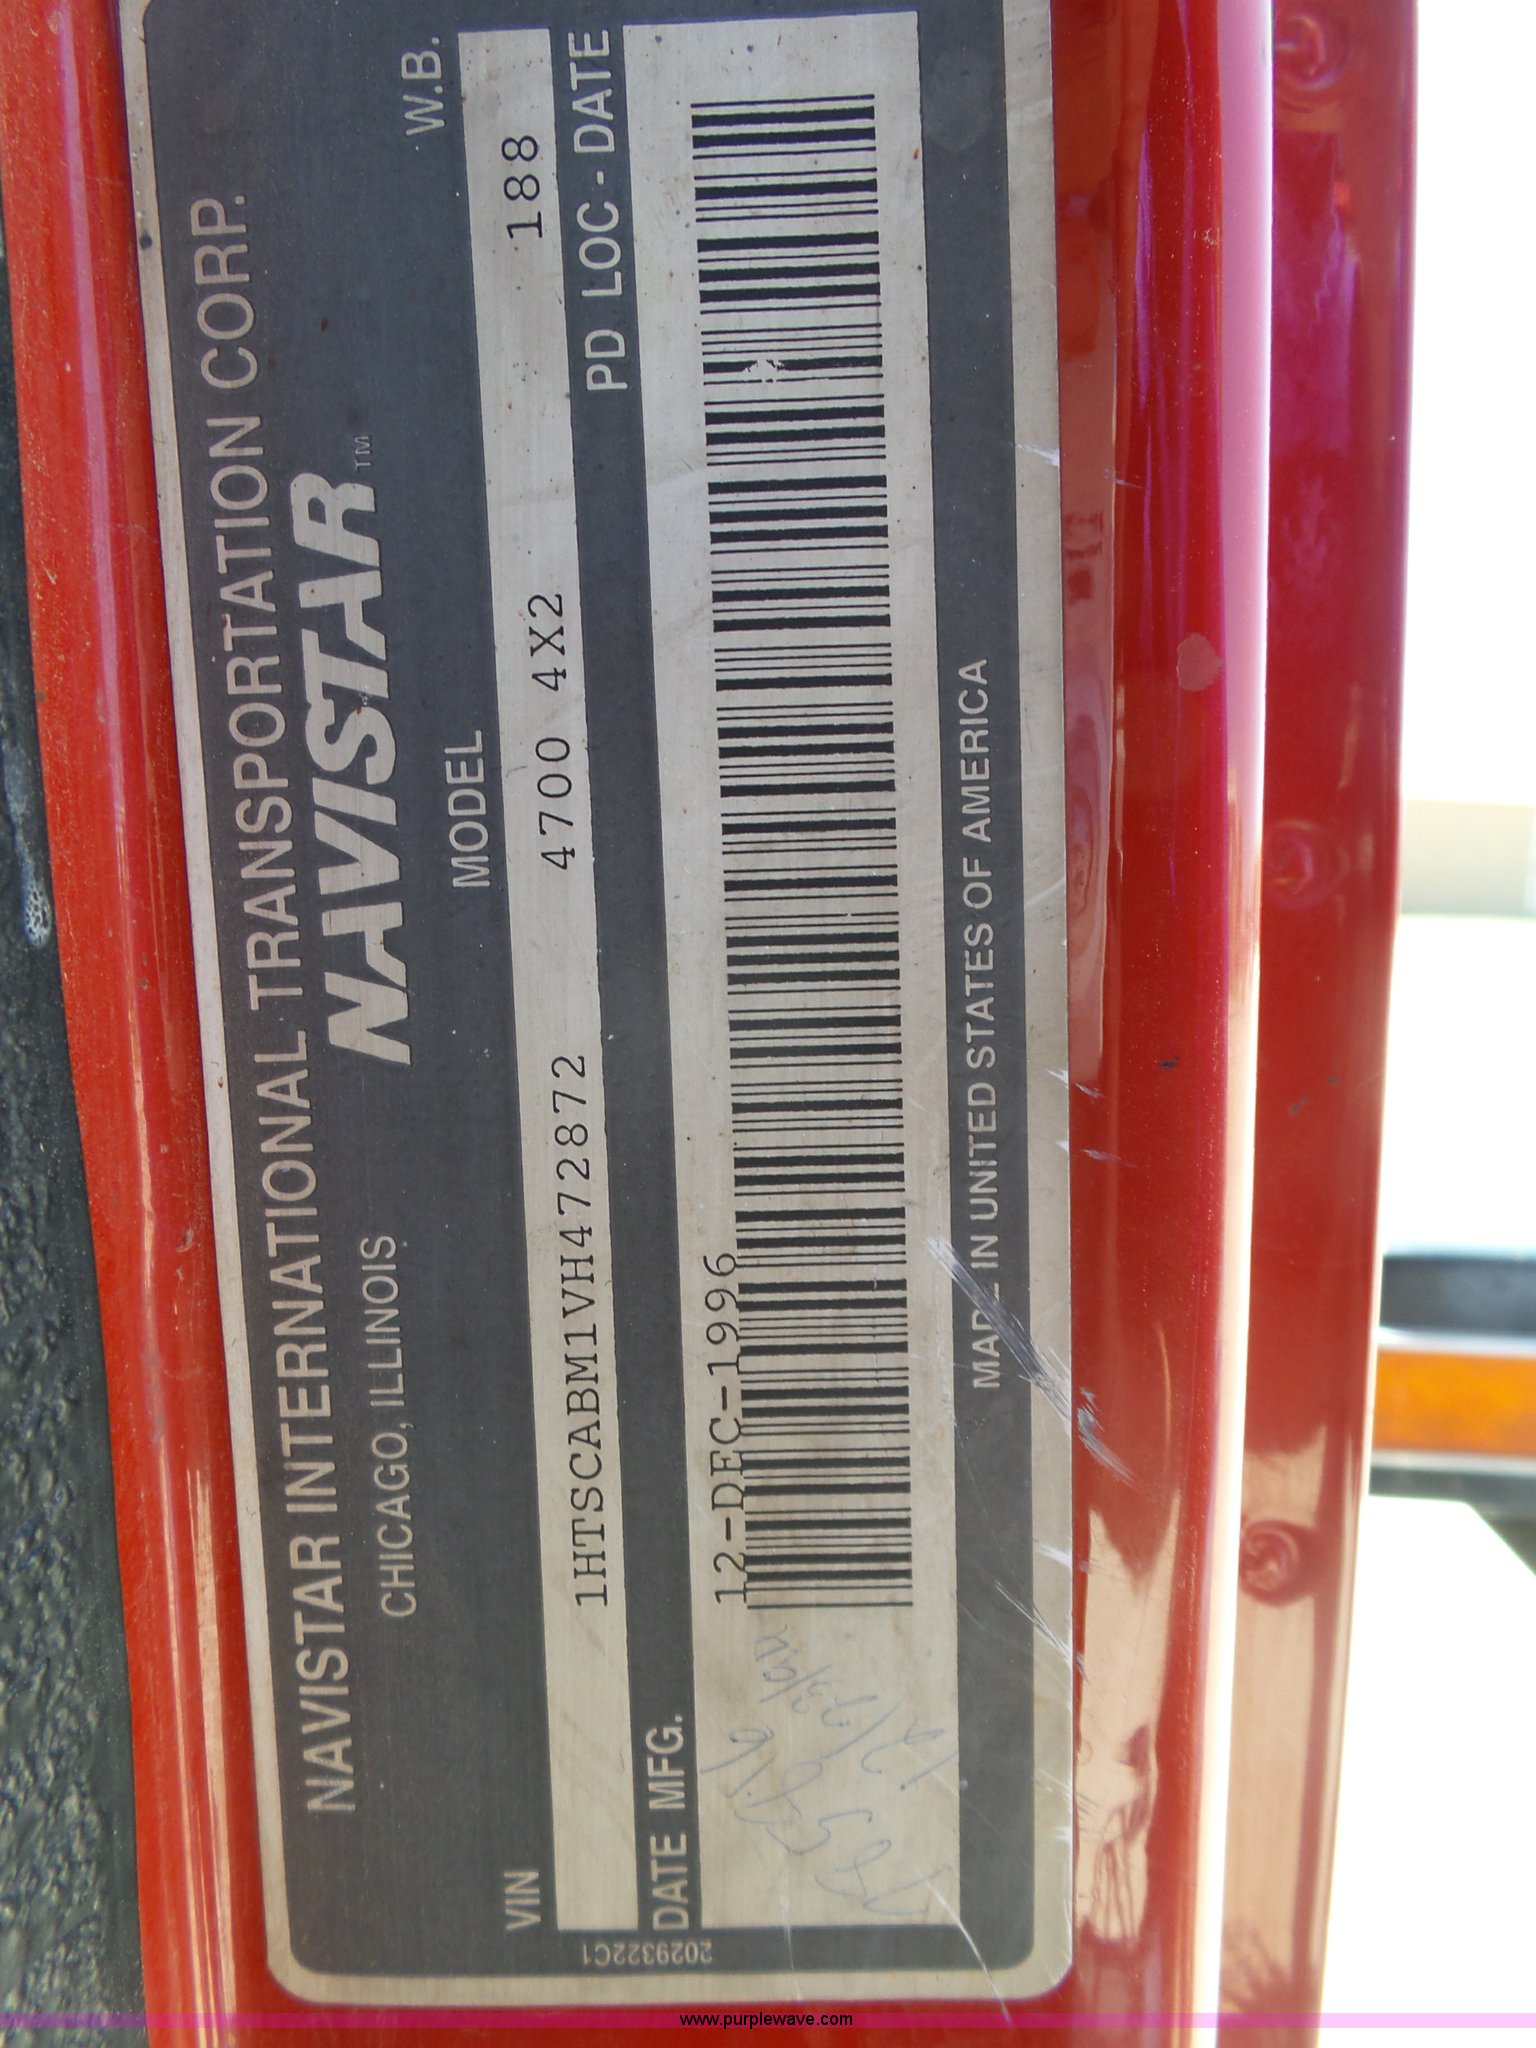 NAVISTAR INTERNATIONAL TRANSPORTATION CORP.
CHICAGO, ILLINOIS
NAVISTAR™
VIN
MODEL
W.B.
1HTSCABM1VH472872
4700 4X2
188
DATE MFG.
PD LOC - DATE
12-DEC-1996
MADE IN UNITED STATES OF AMERICA
2029322C1
www.purplewave.com